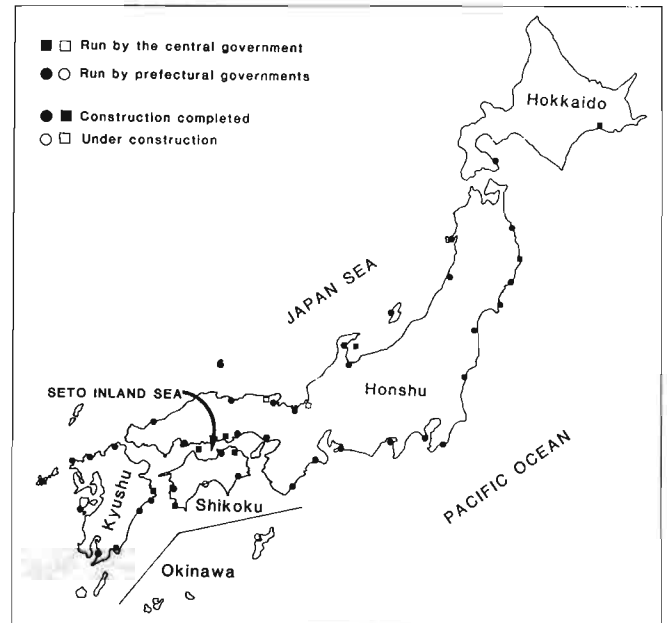 Run by the central government
Run by prefectural governments
Construction completed
Under construction
Hokkaido
JAPAN SEA
Honshu
SETO INLAND SEA
PACIFIC OCEAN
Kyushu
Shikoku
Okinawa